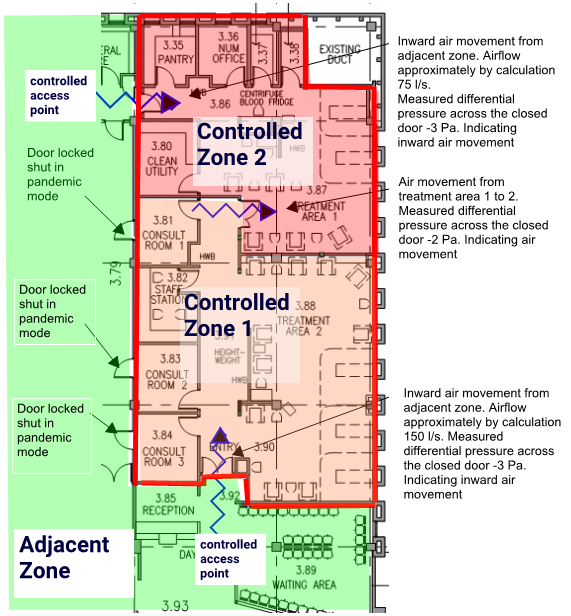 3.35
PANTRY
3.36
NUM
OFFICE
3.37
3.38
EXISTING
DUCT
Inward air movement from
adjacent zone. Airflow
approximately by calculation
75 l/s.
Measured differential
pressure across the closed
door -3 Pa. Indicating
inward air movement
controlled
access
point
3.86
CENTRIFUGE
BLOOD FRIDGE
Controlled
Zone 2
HWB
3.80
CLEAN
UTILITY
Door locked
shut in
pandemic
mode
3.87
TREATMENT
AREA 1
Air movement from
treatment area 1 to 2.
Measured differential
pressure across the closed
door -2 Pa. Indicating air
movement
3.81
CONSULT
ROOM 1
HWB
3.79
3.82
STAFF
STATION
Door locked
shut in
pandemic
mode
Controlled
Zone 1
3.88
TREATMENT
AREA 2
3.83
CONSULT
ROOM 2
HEIGHT-
WEIGHT
HWB
Door locked
shut in
pandemic
mode
3.84
CONSULT
ROOM 3
ENTRY
3.90
Inward air movement from
adjacent zone. Airflow
approximately by calculation
150 l/s. Measured
differential pressure across
the closed door -3 Pa.
Indicating inward air
movement
3.85
RECEPTION
3.92
Adjacent
Zone
DAY
controlled
access
point
3.89
WAITING AREA
3.93